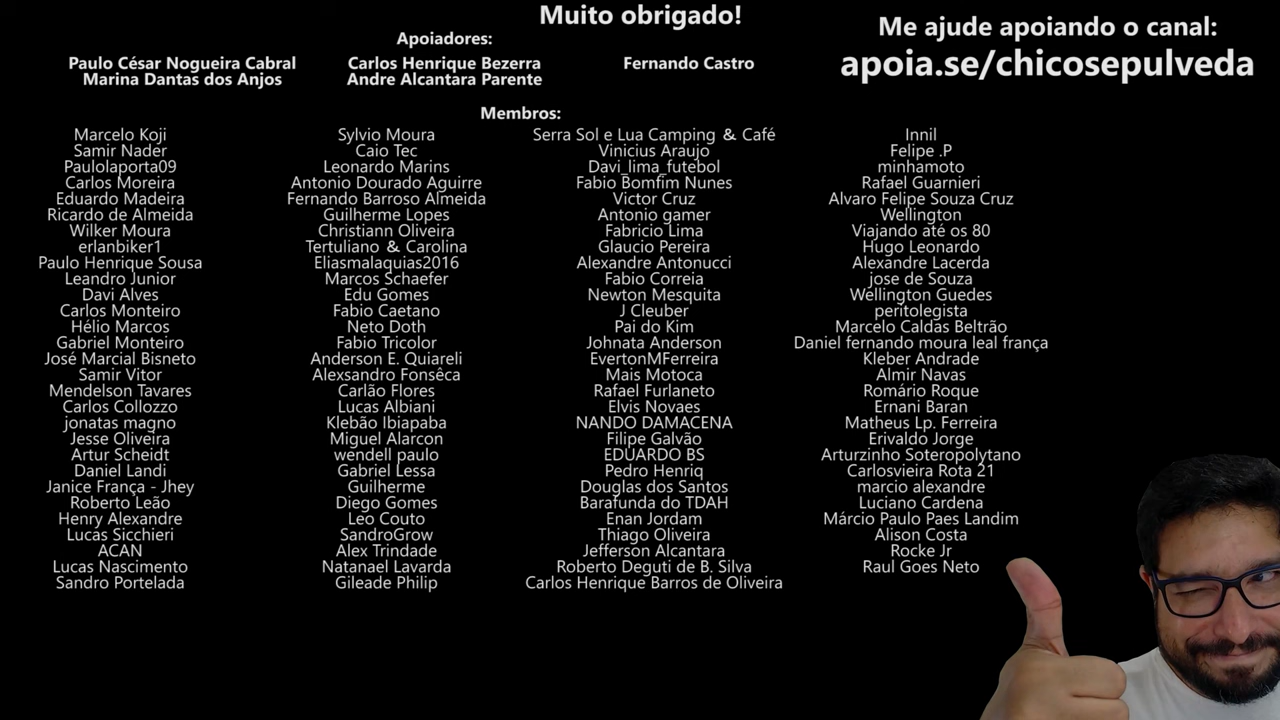 Muito obrigado!
Me ajude apoiando o canal:
apoia.se/chicosepulveda
Apoiadores:
Paulo César Nogueira Cabral
Marina Dantas dos Anjos
Carlos Henrique Bezerra
Andre Alcantara Parente
Fernando Castro
Membros:
Marcelo Koji
Samir Nader
Paulolaporta09
Carlos Moreira
Eduardo Madeira
Ricardo de Almeida
Wilker Moura
erlanbiker1
Paulo Henrique Sousa
Leandro Junior
Davi Alves
Carlos Monteiro
Hélio Marcos
Gabriel Monteiro
José Marcial Bisneto
Samir Vitor
Mendelson Tavares
Carlos Collozzo
jonatas magno
Jesse Oliveira
Artur Scheidt
Daniel Landi
Janice França - Jhey
Roberto Leão
Henry Alexandre
Lucas Sicchieri
ACAN
Lucas Nascimento
Sandro Portelada
Sylvio Moura
Caio Tec
Leonardo Marins
Antonio Dourado Aguirre
Fernando Barroso Almeida
Guilherme Lopes
Christiann Oliveira
Tertuliano & Carolina
Eliasmalaquias2016
Marcos Schaefer
Edu Gomes
Fabio Caetano
Neto Doth
Fabio Tricolor
Anderson E. Quiareli
Alexsandro Fonsêca
Carlão Flores
Lucas Albiani
Klebão Ibiapaba
Miguel Alarcon
wendell paulo
Gabriel Lessa
Guilherme
Diego Gomes
Leo Couto
SandroGrow
Alex Trindade
Natanael Lavarda
Gileade Philip
Serra Sol e Lua Camping & Café
Vinicius Araujo
Davi_lima_futebol
Fabio Bomfim Nunes
Victor Cruz
Antonio gamer
Fabricio Lima
Glaucio Pereira
Alexandre Antonucci
Fabio Correia
Newton Mesquita
J Cleuber
Pai do Kim
Johnata Anderson
EvertonMFerreira
Mais Motoca
Rafael Furlaneto
Elvis Novaes
NANDO DAMACENA
Filipe Galvão
EDUARDO BS
Pedro Henriq
Douglas dos Santos
Barafunda do TDAH
Enan Jordam
Thiago Oliveira
Jefferson Alcantara
Roberto Deguti de B. Silva
Carlos Henrique Barros de Oliveira
Innil
Felipe .P
minhamoto
Rafael Guarnieri
Alvaro Felipe Souza Cruz
Wellington
Viajando até os 80
Hugo Leonardo
Alexandre Lacerda
jose de Souza
Wellington Guedes
peritolegista
Marcelo Caldas Beltrão
Daniel fernando moura leal frança
Kleber Andrade
Almir Navas
Romário Roque
Ernani Baran
Matheus Lp. Ferreira
Erivaldo Jorge
Arturzinho Soteropolytano
Carlosvieira Rota 21
marcio alexandre
Luciano Cardena
Márcio Paulo Paes Landim
Alison Costa
Rocke Jr
Raul Goes Neto